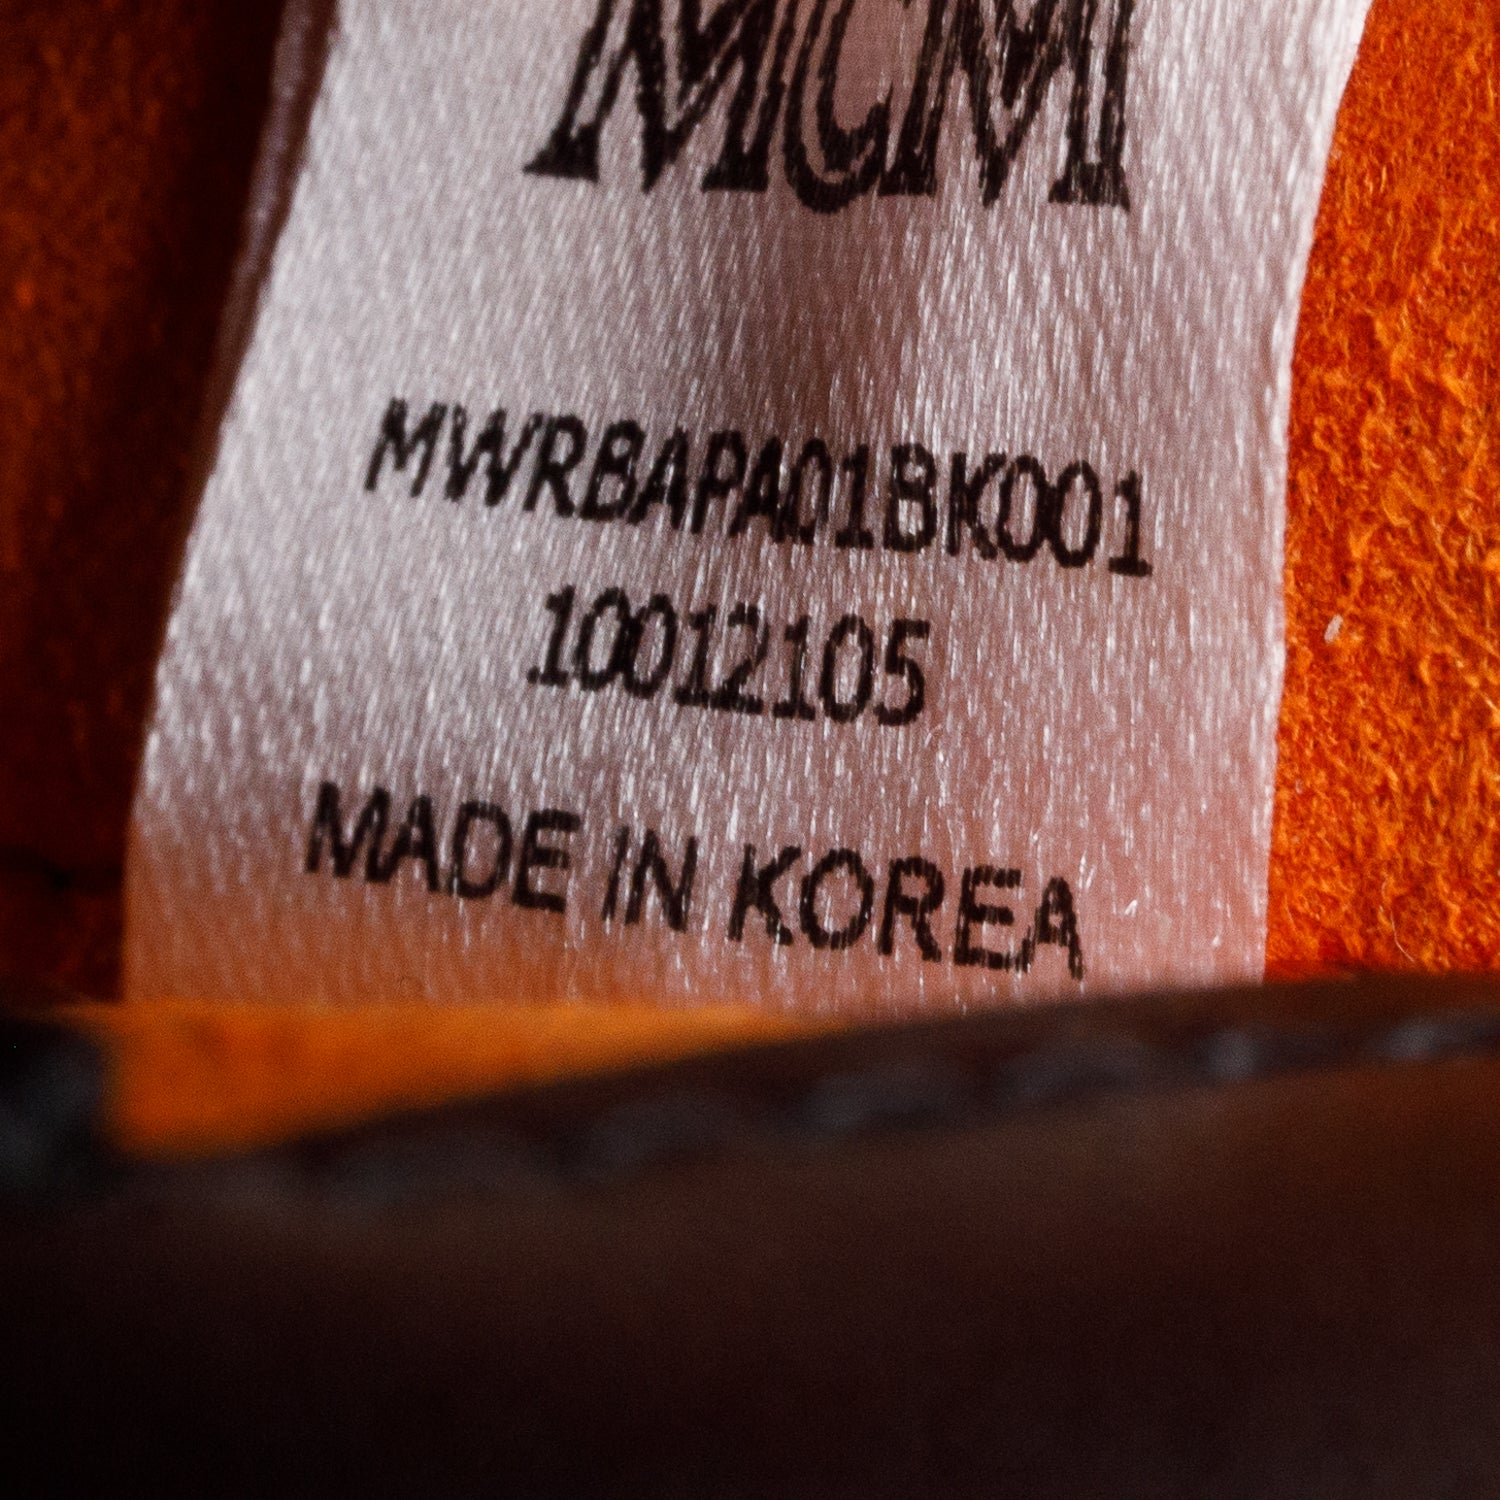 MCM
MWRBAPA01BK001
10012105
MADE IN KOREA